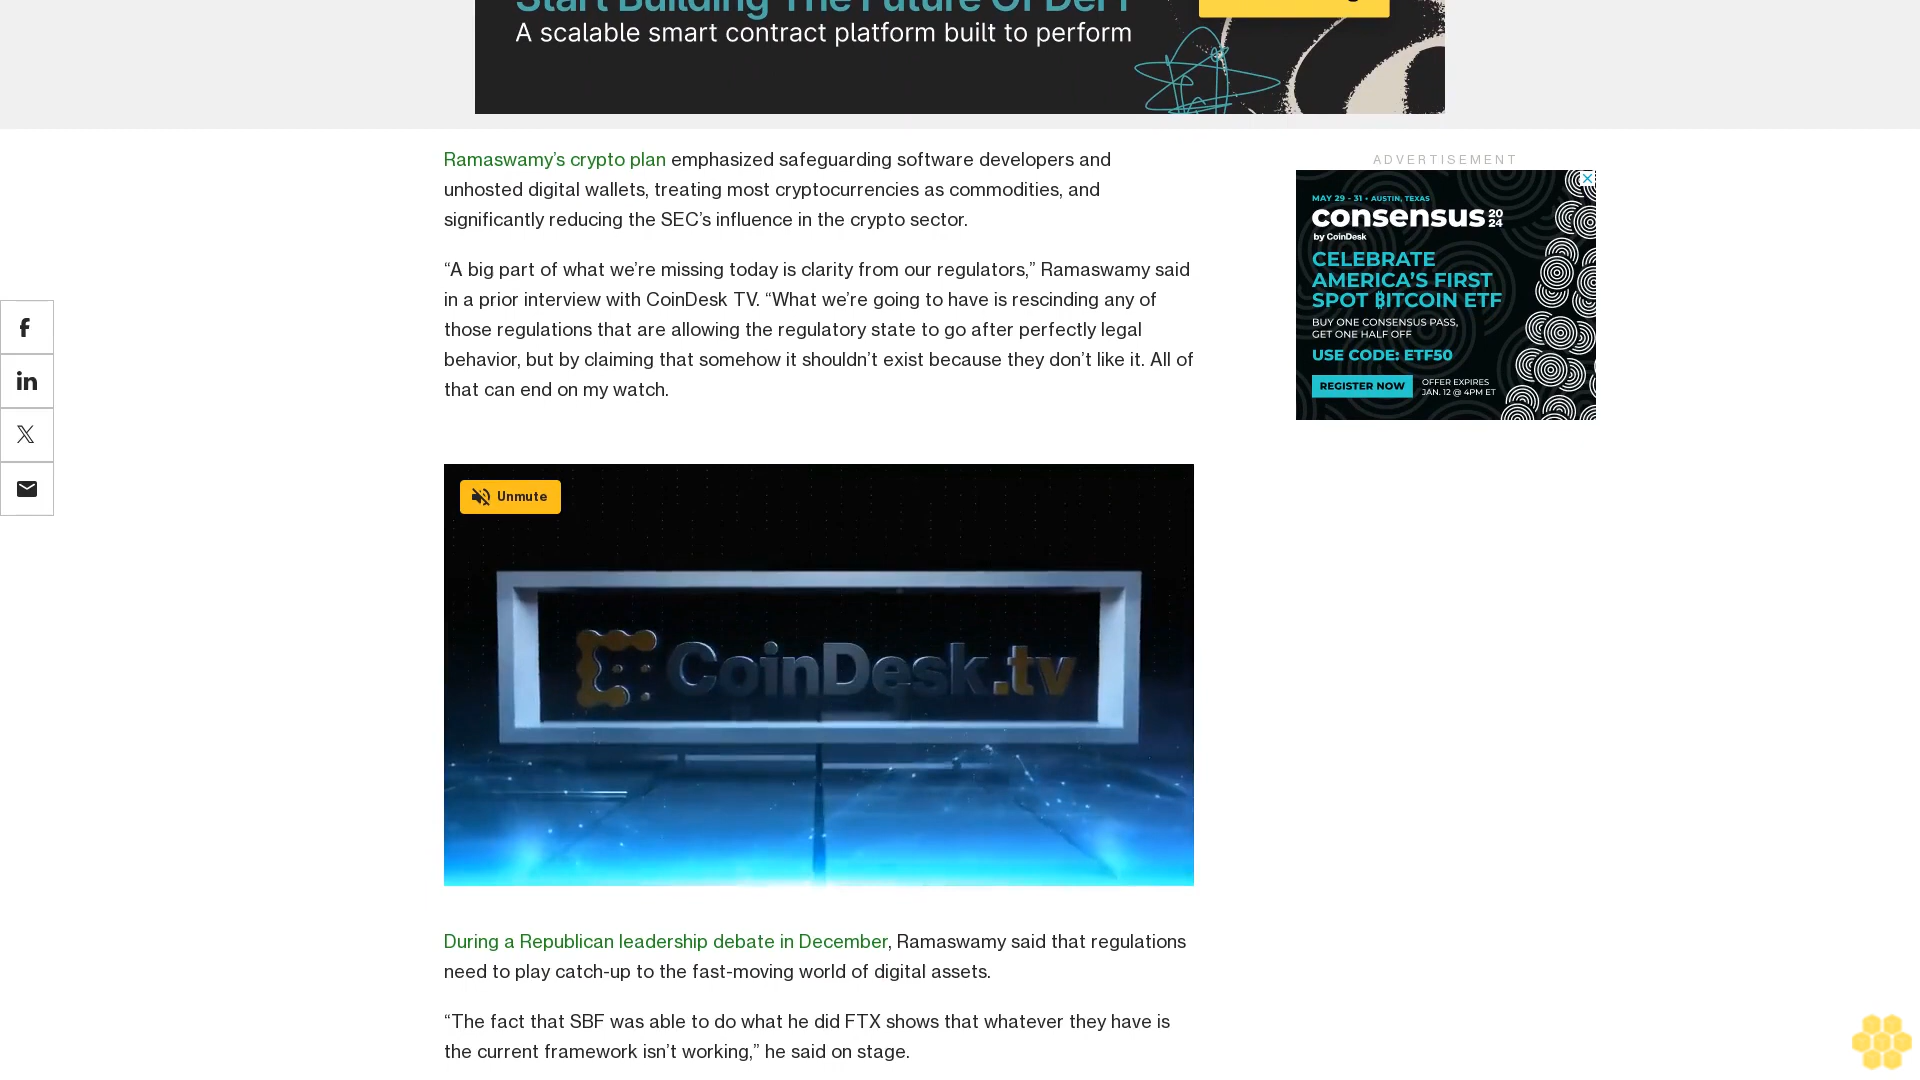 Start Building The Future Of DeFi
A scalable smart contract platform built to perform
Ramaswamy’s crypto plan emphasized safeguarding software developers and
unhosted digital wallets, treating most cryptocurrencies as commodities, and
significantly reducing the SEC’s influence in the crypto sector.
“A big part of what we’re missing today is clarity from our regulators,” Ramaswamy said
in a prior interview with CoinDesk TV. “What we’re going to have is rescinding any of
those regulations that are allowing the regulatory state to go after perfectly legal
behavior, but by claiming that somehow it shouldn’t exist because they don’t like it. All of
that can end on my watch.
Unmute
CoinDesk.tv
During a Republican leadership debate in December, Ramaswamy said that regulations
need to play catch-up to the fast-moving world of digital assets.
“The fact that SBF was able to do what he did FTX shows that whatever they have is
the current framework isn’t working,” he said on stage.
ADVERTISEMENT
MAY 29 - 31 • AUSTIN, TEXAS
consensus 20
24
by CoinDesk
CELEBRATE
AMERICA’S FIRST
SPOT ₿ITCOIN ETF
BUY ONE CONSENSUS PASS,
GET ONE HALF OFF
USE CODE: ETF50
REGISTER NOW
OFFER EXPIRES
JAN. 12 @ 4PM ET